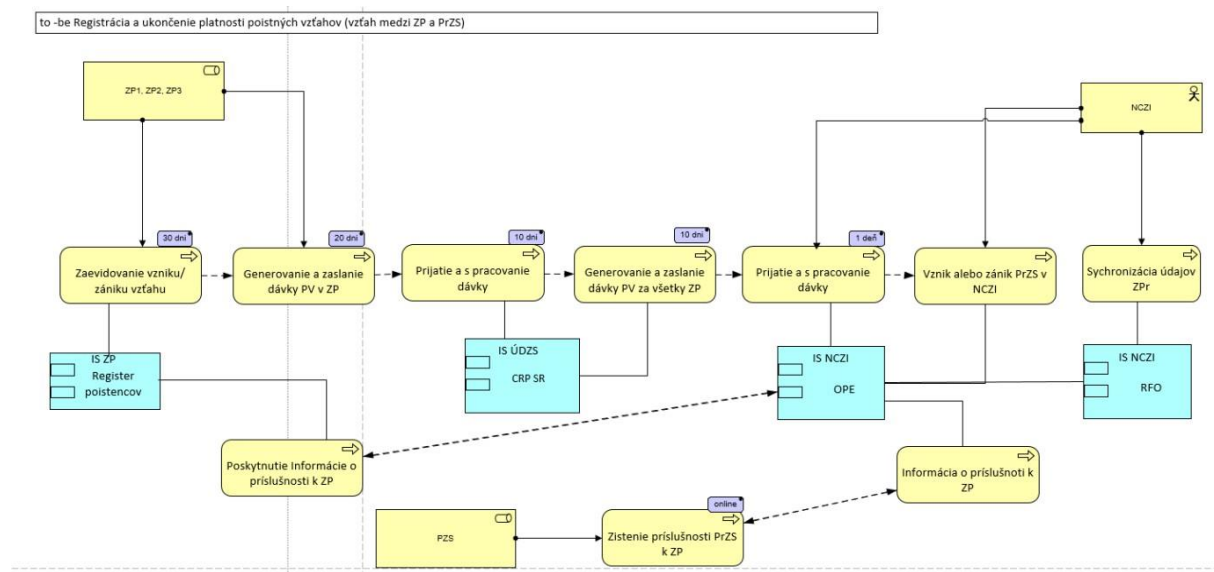 to -be Registrácia a ukončenie platnosti poistných vzťahov (vzťah medzi ZP a PrZS)
ZP1, ZP2, ZP3
NCZI
30 dní
20 dní
10 dní
10 dní
1 deň
Zaevidovanie vzniku/
zániku vzťahu
Generovanie a zaslanie
dávky PV v ZP
Prijatie a s pracovanie
dávky
Generovanie a zaslanie
dávky PV za všetky ZP
Prijatie a s pracovanie
dávky
Vznik alebo zánik PrZS v
NCZI
Sychronizácia údajov
ZPr
IS ZP
Register
poistencov
IS ÚDZS
CRP SR
IS NCZI
OPE
IS NCZI
RFO
Poskytnutie Informácie o
príslušnosti k ZP
Informácia o príslušnoti k
ZP
online
PZS
Zistenie príslušnosti PrZS
k ZP